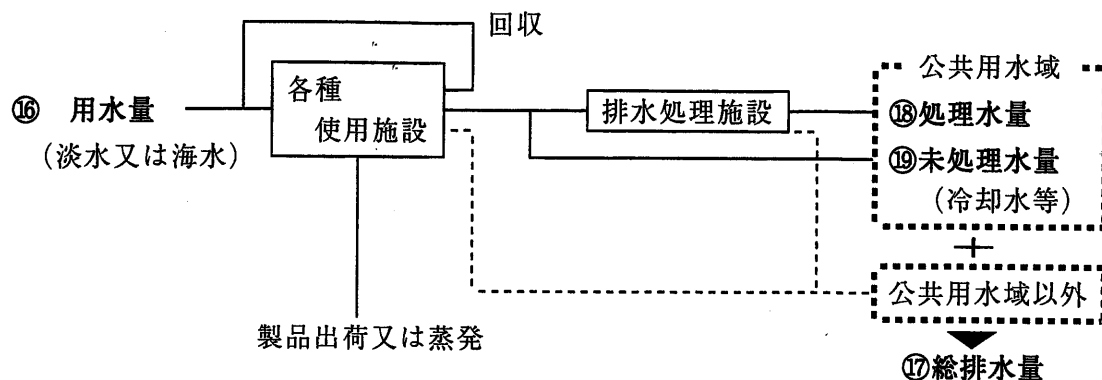 回収
公共用水域
各種
使用施設
⑯ 用水量
(淡水又は海水)
排水処理施設
⑱処理水量
⑲未処理水量
(冷却水等)
+
公共用水域以外
製品出荷又は蒸発
⑰総排水量